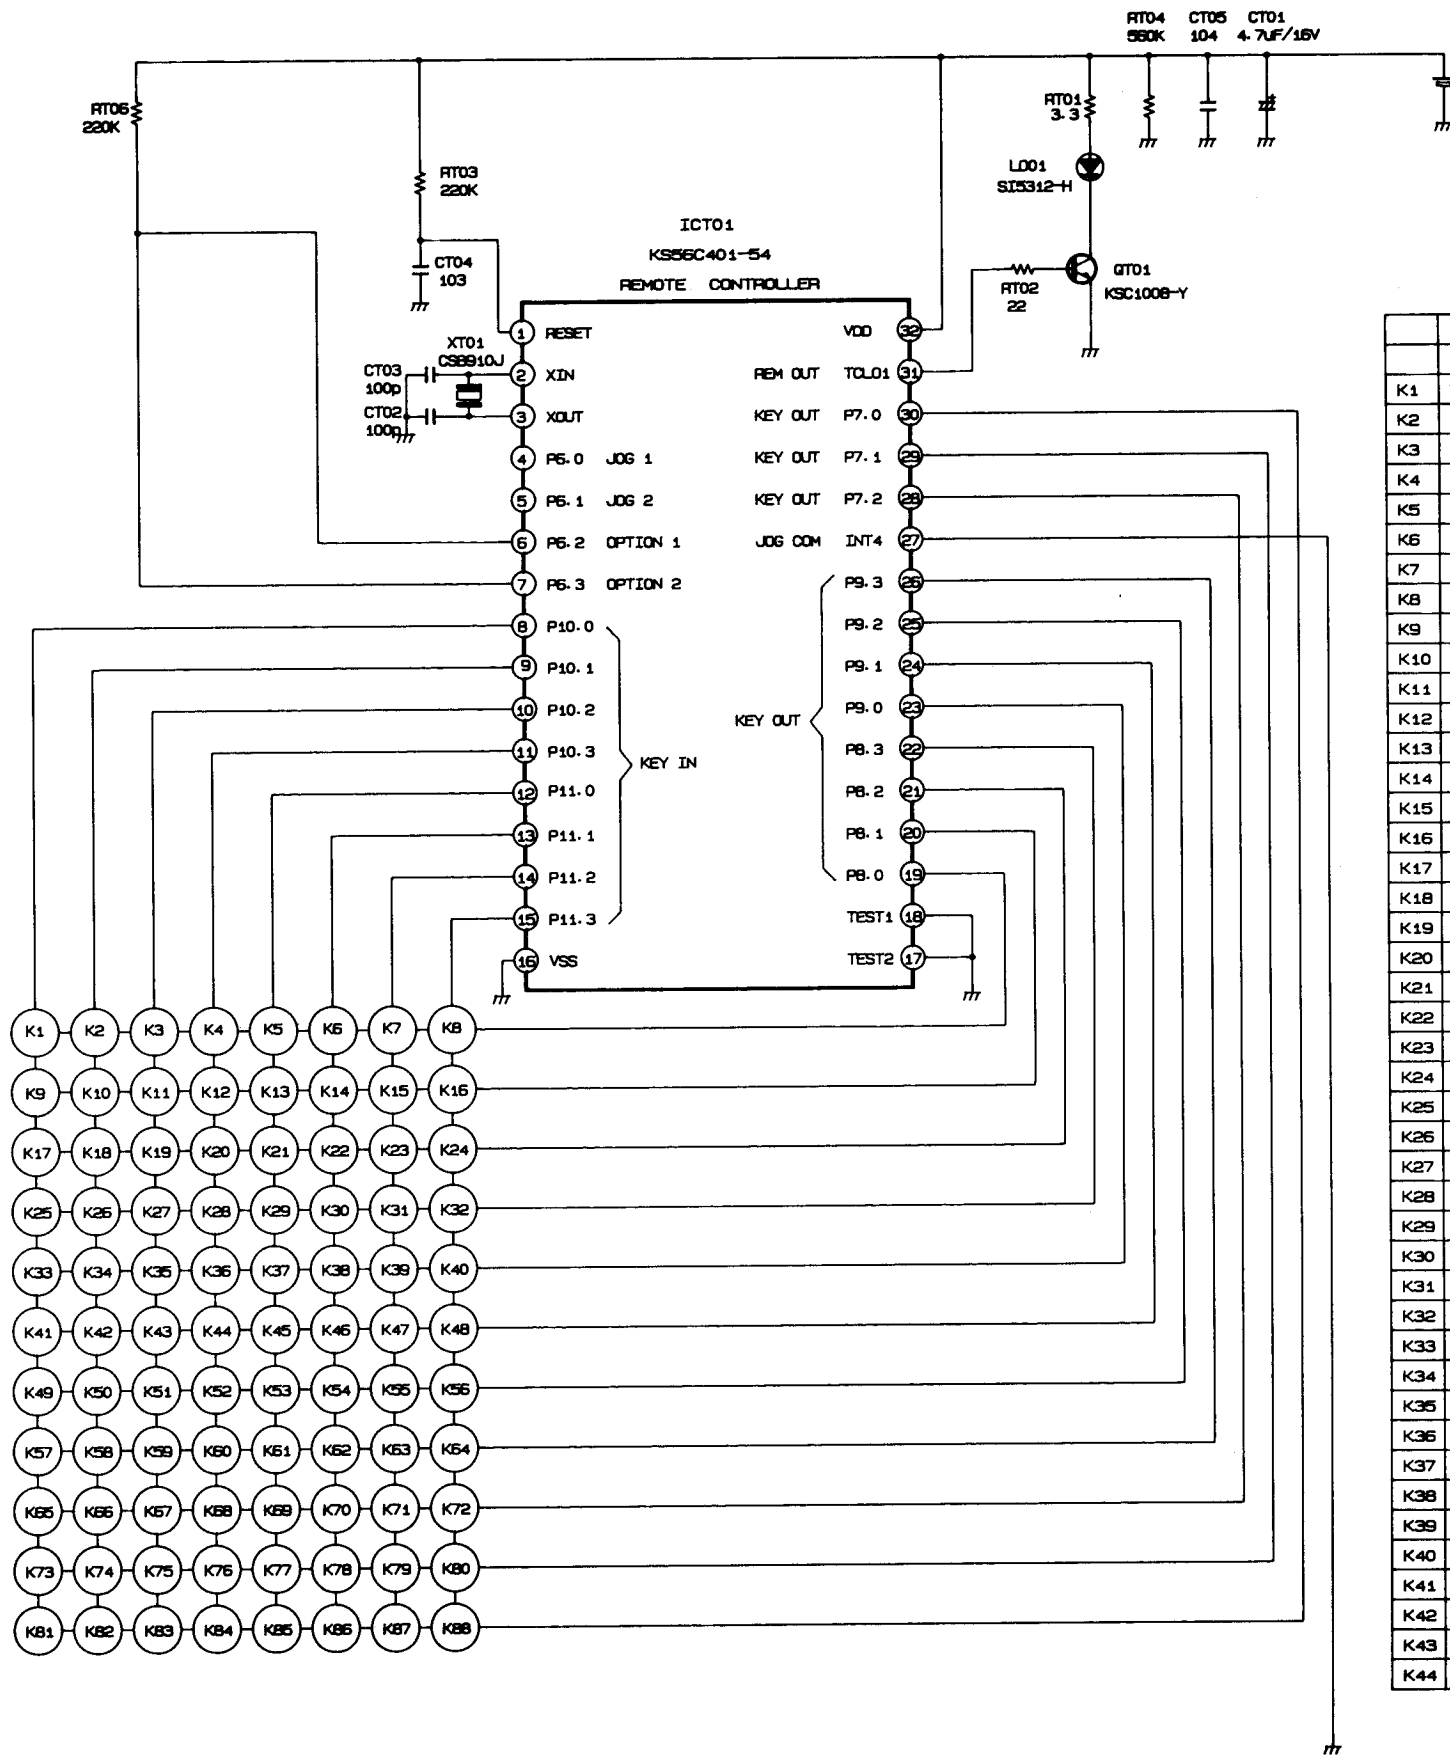 RT04 CT05 CT01
560K 104 4.7uF/16V
RT05
220K
RT01
3.3
RT03
220K
LD01
SI5312-H
ICT01
KS56C401-54
REMOTE CONTROLLER
CT04
103
RT02
22
QT01
KSC1008-Y
XT01
CSB910J
CT03
100p
CT02
100p
1 RESET VDD 32
2 XIN REM OUT TCLO1 31
3 XOUT KEY OUT P7.0 30
4 P6.0 JOG 1 KEY OUT P7.1 29
5 P6.1 JOG 2 KEY OUT P7.2 28
6 P6.2 OPTION 1 JOG COM INT4 27
7 P6.3 OPTION 2 P9.3 26
8 P10.0 P9.2 25
9 P10.1 P9.1 24
10 P10.2 P9.0 23
KEY OUT
11 P10.3 P8.3 22
KEY IN
12 P11.0 P8.2 21
13 P11.1 P8.1 20
14 P11.2 P8.0 19
15 P11.3 TEST1 18
16 VSS TEST2 17
K1 K2 K3 K4 K5 K6 K7 K8
K9 K10 K11 K12 K13 K14 K15 K16
K17 K18 K19 K20 K21 K22 K23 K24
K25 K26 K27 K28 K29 K30 K31 K32
K33 K34 K35 K36 K37 K38 K39 K40
K41 K42 K43 K44 K45 K46 K47 K48
K49 K50 K51 K52 K53 K54 K55 K56
K57 K58 K59 K60 K61 K62 K63 K64
K65 K66 K67 K68 K69 K70 K71 K72
K73 K74 K75 K76 K77 K78 K79 K80
K81 K82 K83 K84 K85 K86 K87 K88
K1
K2
K3
K4
K5
K6
K7
K8
K9
K10
K11
K12
K13
K14
K15
K16
K17
K18
K19
K20
K21
K22
K23
K24
K25
K26
K27
K28
K29
K30
K31
K32
K33
K34
K35
K36
K37
K38
K39
K40
K41
K42
K43
K44